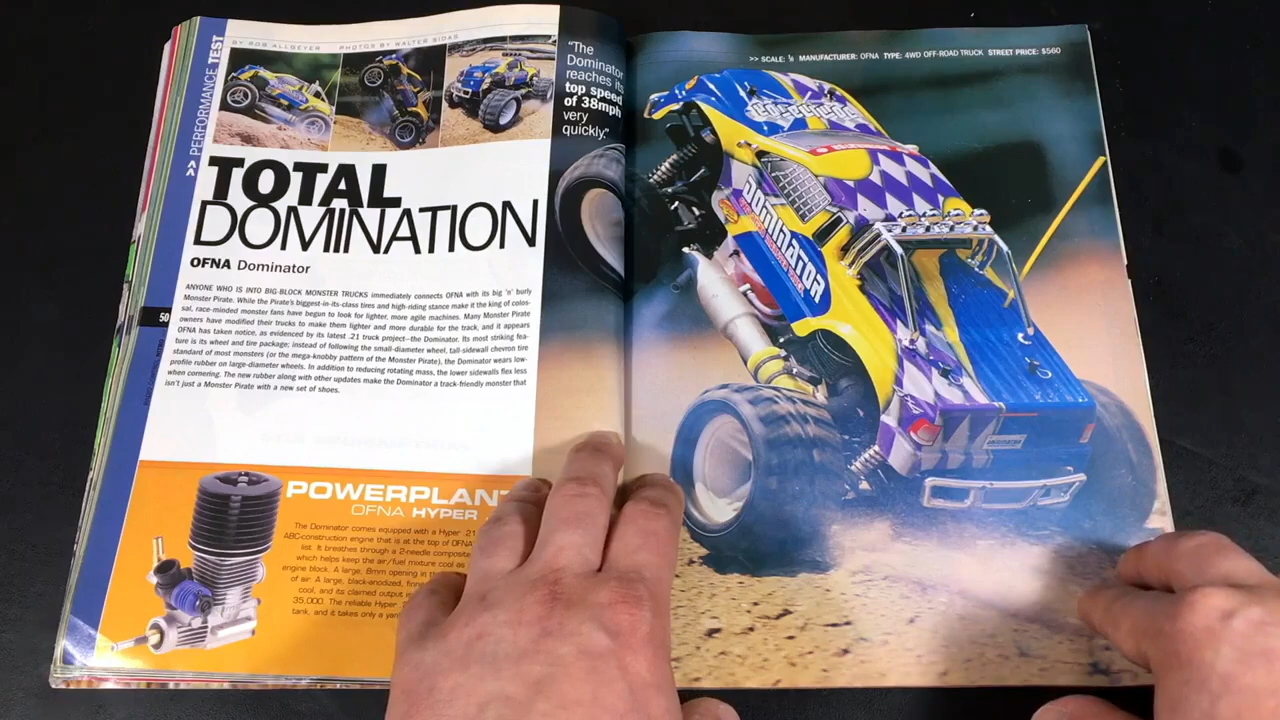 >> PERFORMANCE TEST
BY ROB ALLGEYER PHOTOS BY WALTER SIDAS
"The
Dominator
reaches its
top speed
of 38mph
very
quickly."
TOTAL
DOMINATION
OFNA Dominator
ANYONE WHO IS INTO BIG-BLOCK MONSTER TRUCKS immediately connects OFNA with its big 'n' burly
Monster Pirate. While the Pirate's biggest-in-its-class tires and high-riding stance make it the king of colos-
sal, race-minded monster fans have begun to look for lighter, more agile machines. Many Monster Pirate
owners have modified their trucks to make them lighter and more durable for the track, and it appears
OFNA has taken notice, as evidenced by its latest .21 truck project—the Dominator. Its most striking fea-
ture is its wheel and tire package; instead of following the small-diameter wheel, tall-sidewall chevron tire
standard of most monsters (or the mega-knobby pattern of the Monster Pirate), the Dominator wears low-
profile rubber on large-diameter wheels. In addition to reducing rotating mass, the lower sidewalls flex less
when cornering. The new rubber along with other updates make the Dominator a track-friendly monster that
isn't just a Monster Pirate with a new set of shoes.
50
POWERPLANT
OFNA HYPER
The Dominator comes equipped with a Hyper .21
ABC-construction engine that is at the top of OFNA
list. It breathes through a 2-needle composite
which helps keep the air/fuel mixture cool as
engine block. A large, 8mm opening in the
of air. A large, black-anodized, finned
cool, and its claimed output is
35,000. The reliable Hyper
tank, and it takes only a
>> SCALE: 1/8 MANUFACTURER: OFNA TYPE: 4WD OFF-ROAD TRUCK STREET PRICE: $560
DOMINATOR
4X4
DOMINATOR